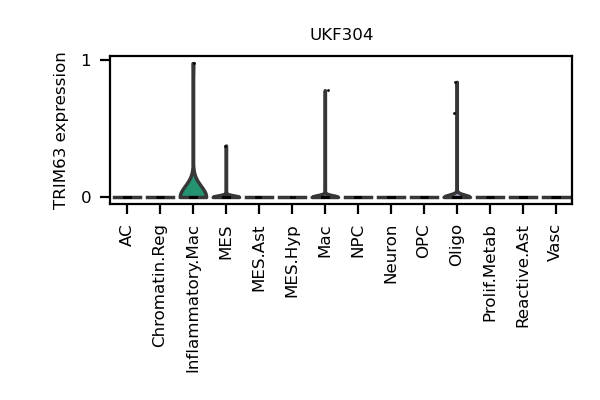 UKF304
TRIM63 expression
1
0
AC
Chromatin.Reg
Inflammatory.Mac
MES
MES.Ast
MES.Hyp
Mac
NPC
Neuron
OPC
Oligo
Prolif.Metab
Reactive.Ast
Vasc